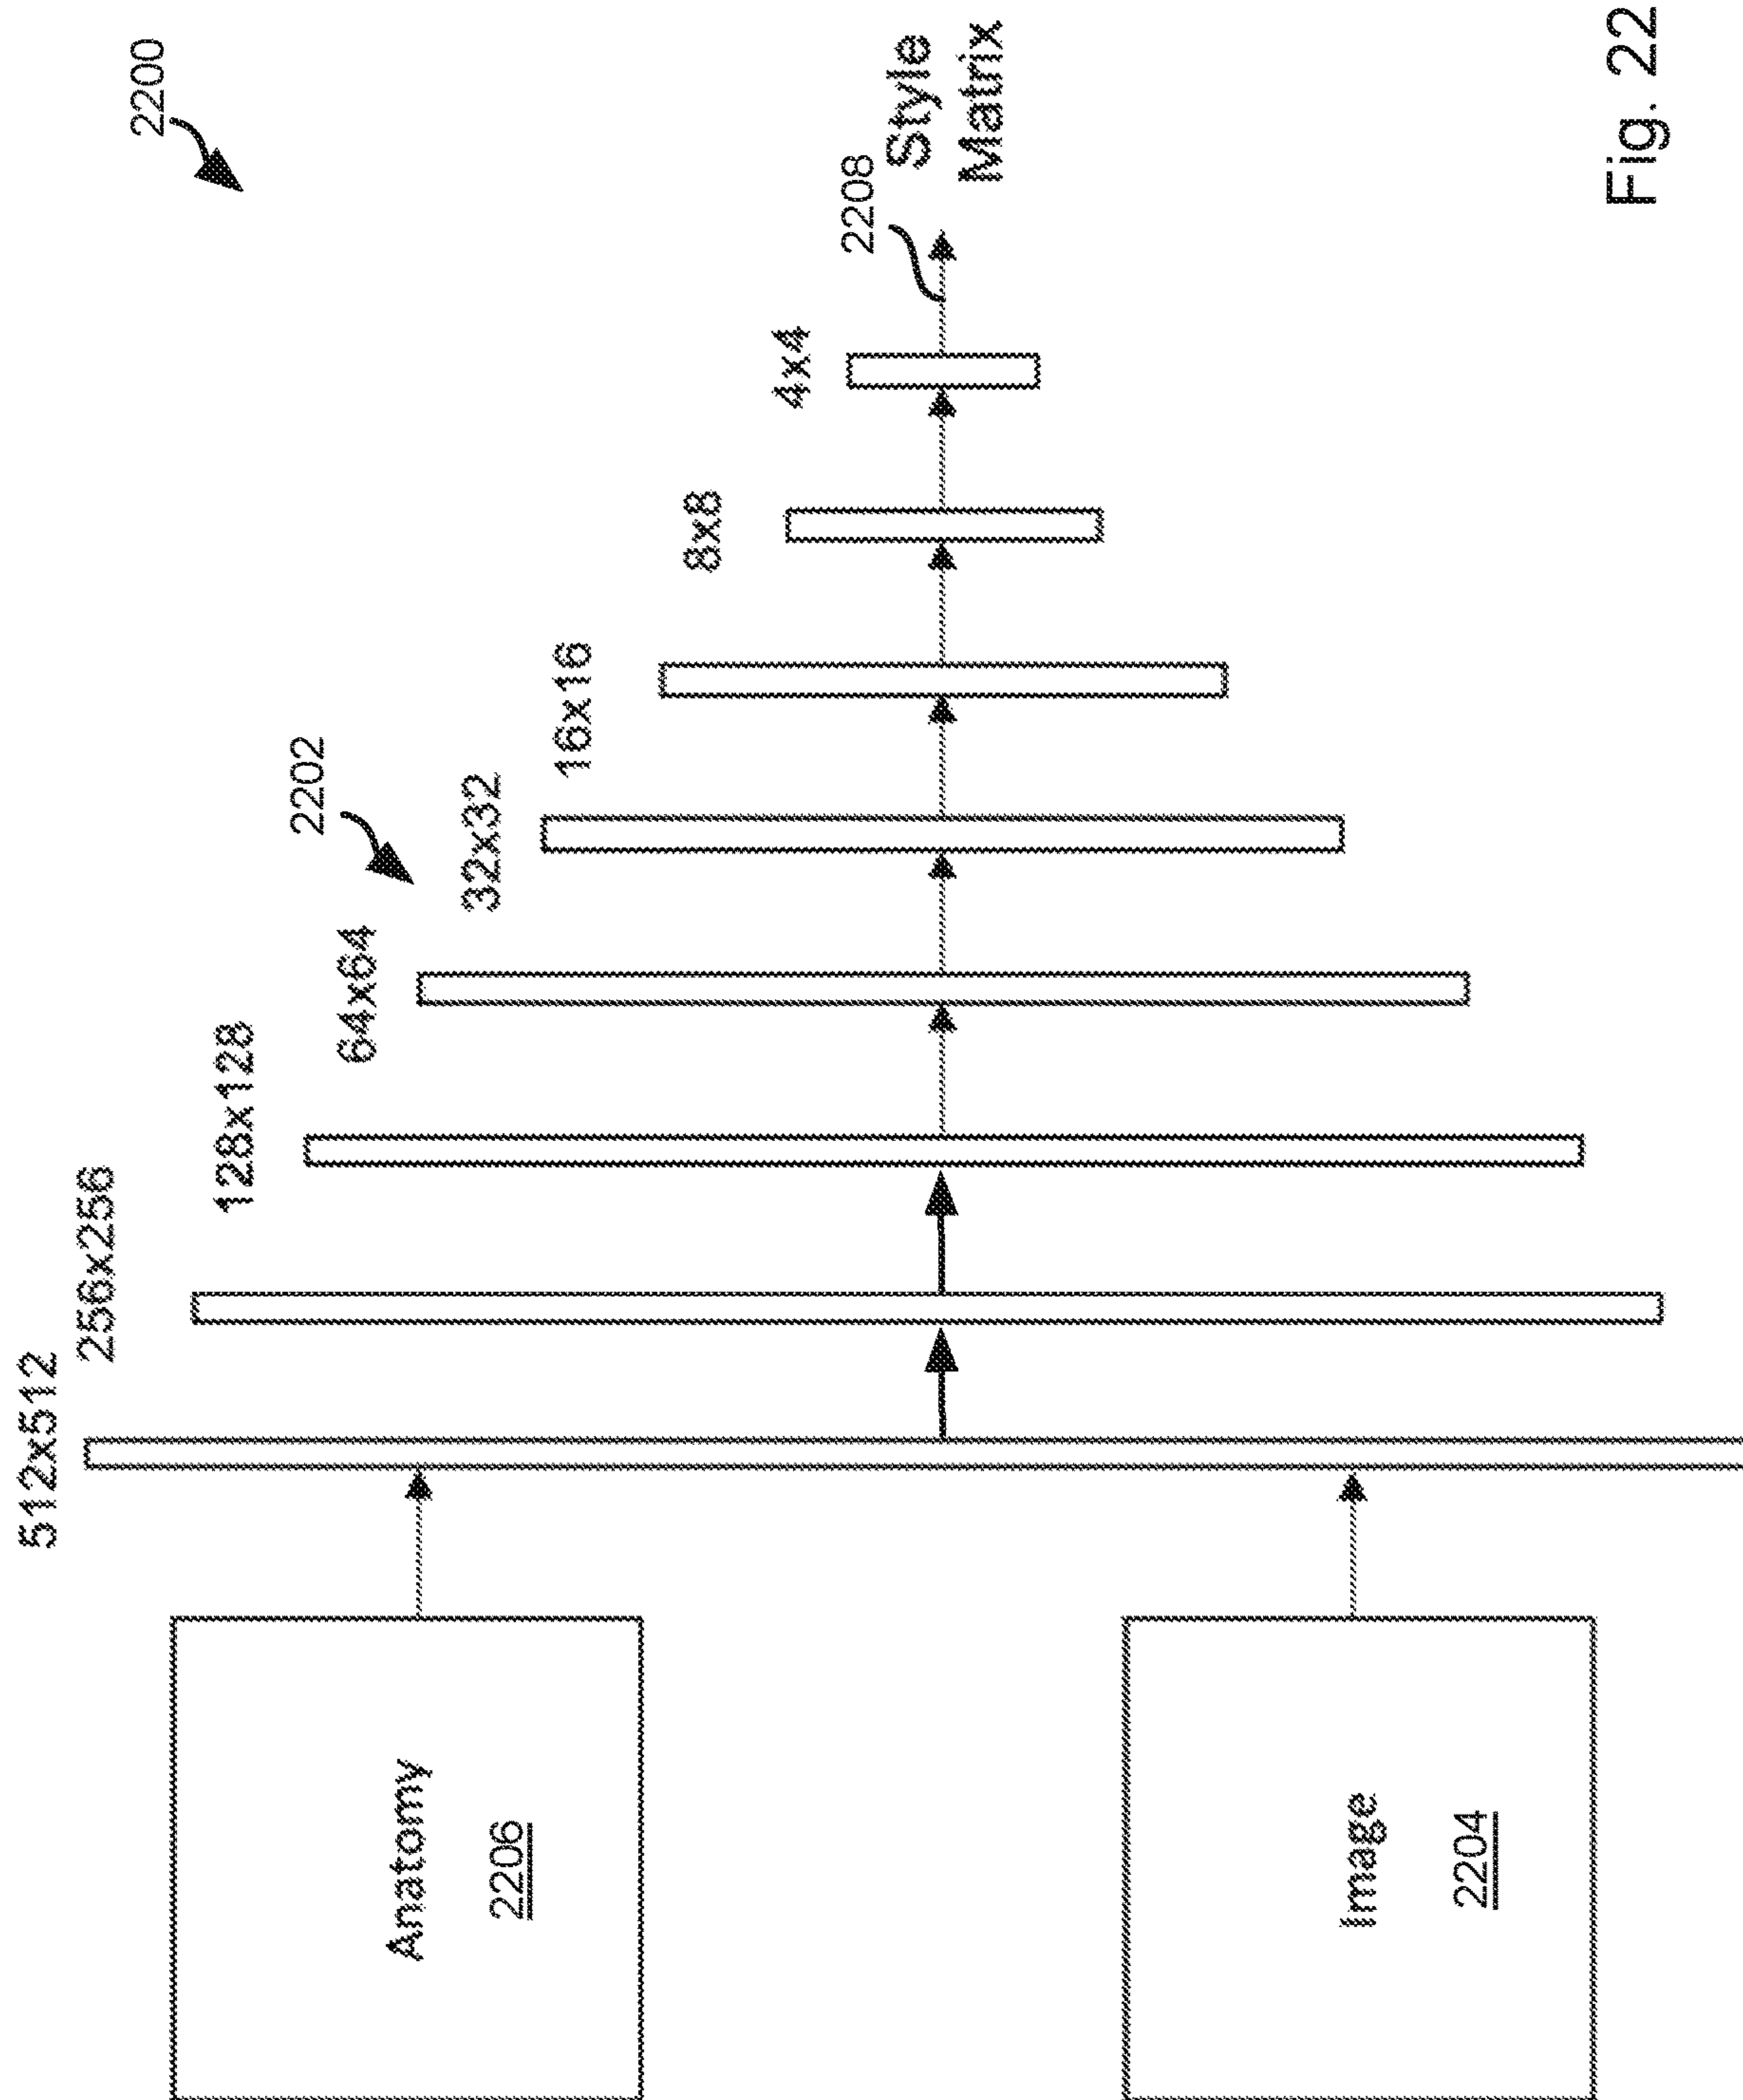 2200
512x512
256x256
128x128
64x64
2202
32x32
16x16
8x8
4x4
2208
Style
Matrix
Anatomy
2206
Image
2204
Fig. 22